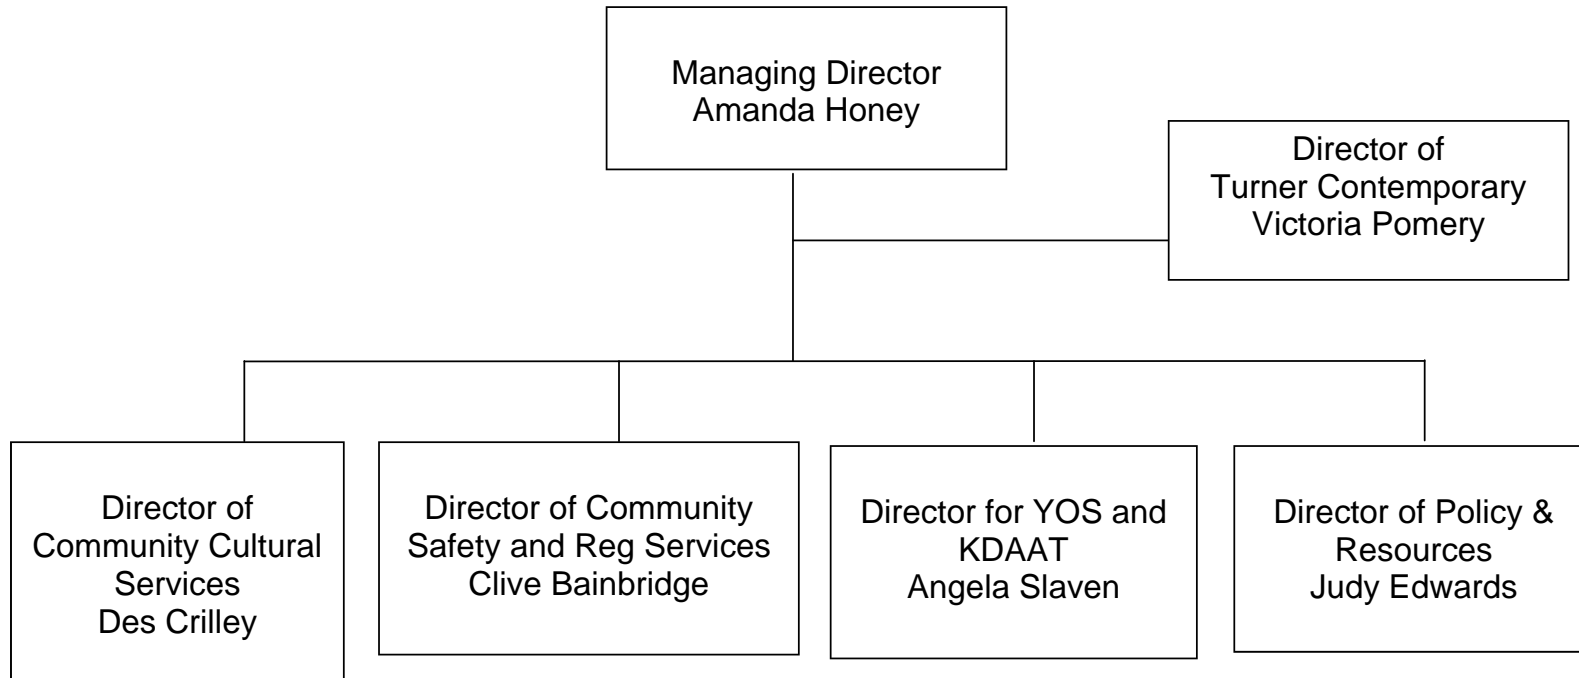 Managing Director
Amanda Honey
Director of
Turner Contemporary
Victoria Pomery
Director of
Community Cultural
Services
Des Crilley
Director of Community
Safety and Reg Services
Clive Bainbridge
Director for YOS and
KDAAT
Angela Slaven
Director of Policy &
Resources
Judy Edwards